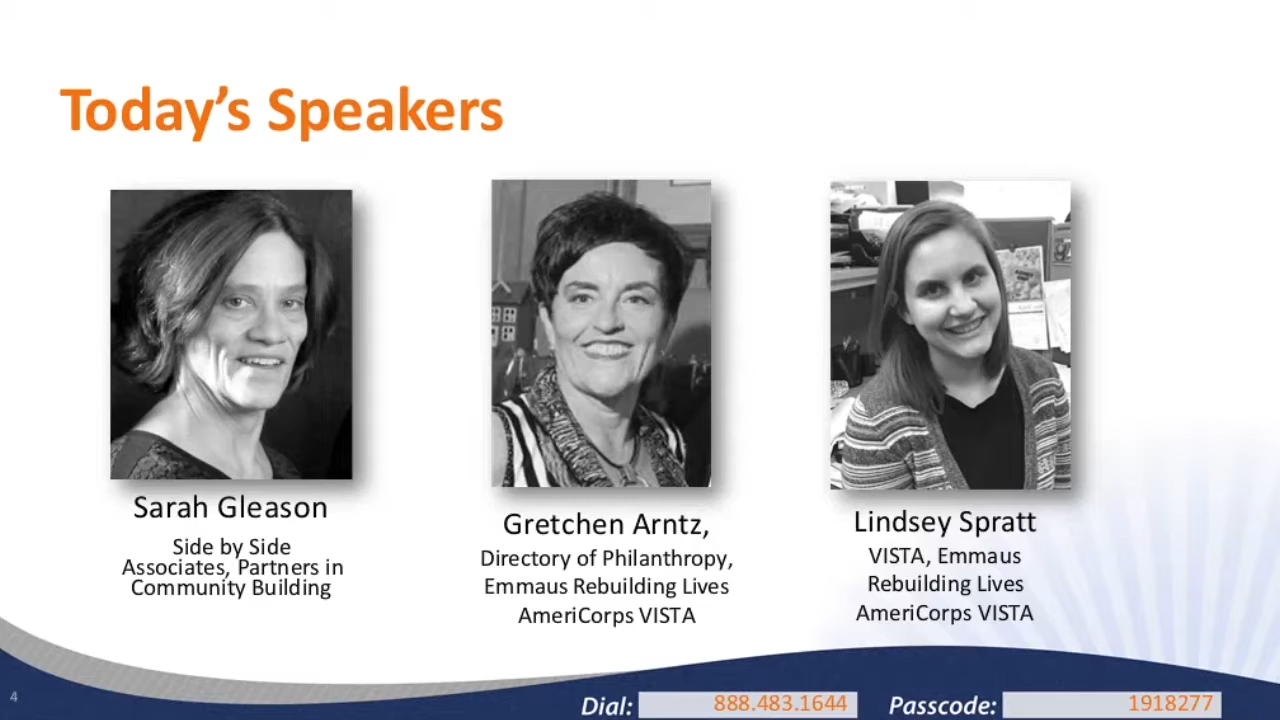 Today's Speakers
Sarah Gleason
Side by Side
Associates, Partners in
Community Building
Gretchen Arntz,
Directory of Philanthropy,
Emmaus Rebuilding Lives
AmeriCorps VISTA
Lindsey Spratt
VISTA, Emmaus
Rebuilding Lives
AmeriCorps VISTA
4
Dial: 888.483.1644 Passcode: 1918277